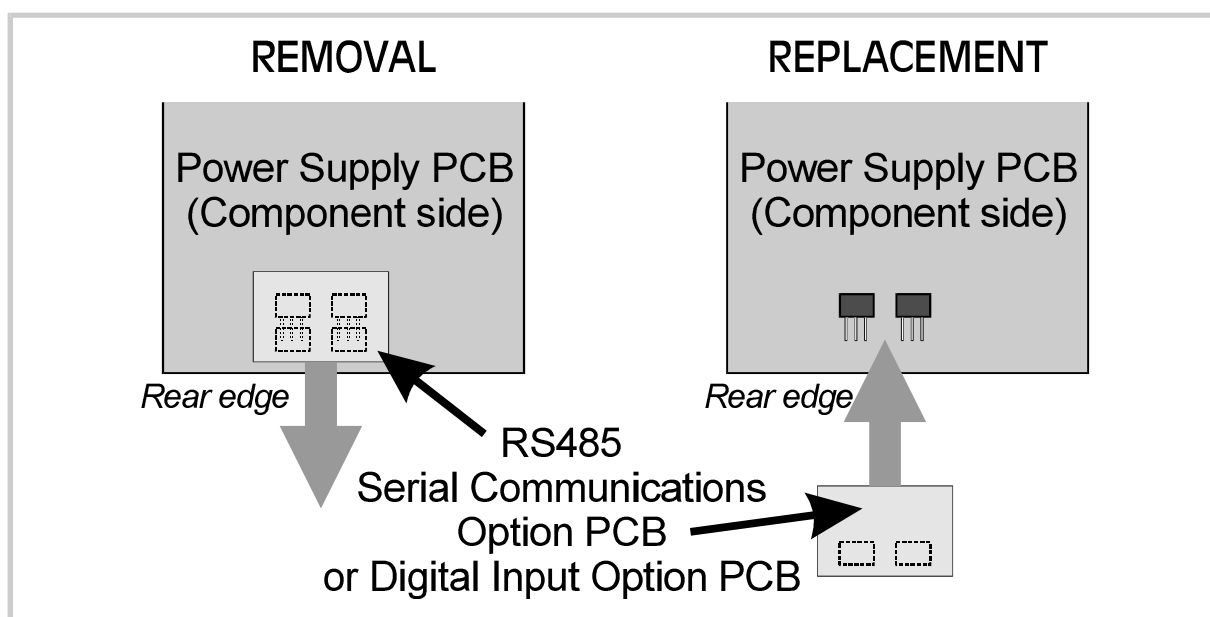 REMOVAL
Power Supply PCB
(Component side)
Rear edge
REPLACEMENT
Power Supply PCB
(Component side)
Rear edge
RS485
Serial Communications
Option PCB
or Digital Input Option PCB